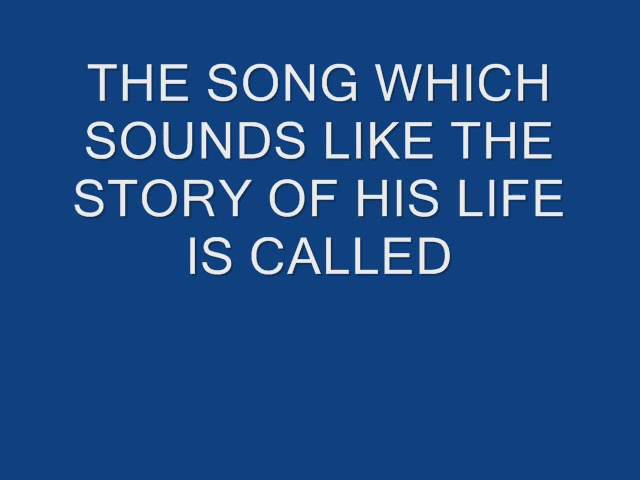 THE SONG WHICH
SOUNDS LIKE THE
STORY OF HIS LIFE
IS CALLED